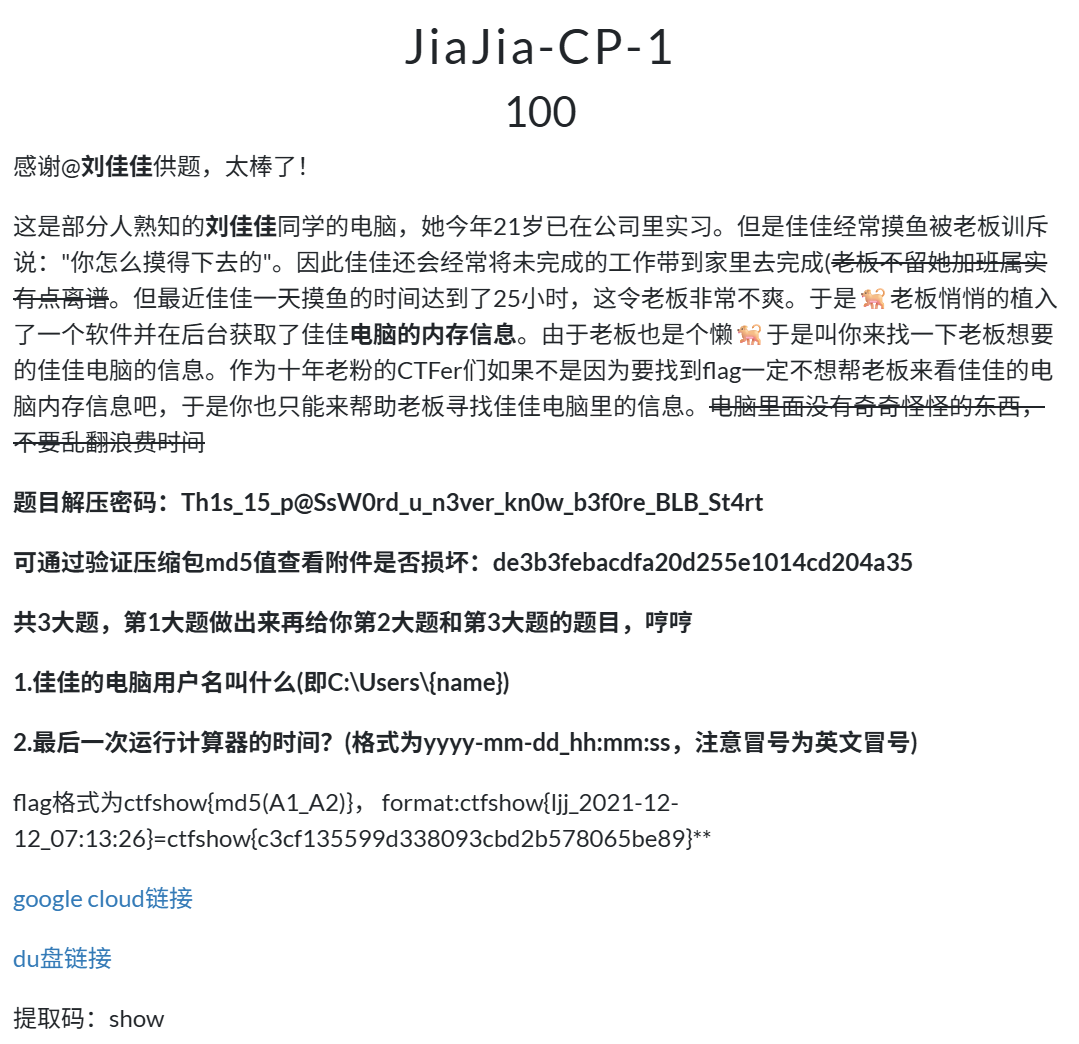 JiaJia-CP-1
100
感谢@刘佳佳供题，太棒了！
这是部分人熟知的刘佳佳同学的电脑，她今年21岁已在公司里实习。但是佳佳经常摸鱼被老板训斥
说："你怎么摸得下去的"。因此佳佳还会经常将未完成的工作带到家里去完成(老板不留她加班属实
有点离谱。但最近佳佳一天摸鱼的时间达到了25小时，这令老板非常不爽。于是🐕老板悄悄的植入
了一个软件并在后台获取了佳佳电脑的内存信息。由于老板也是个懒🐕于是叫你来找一下老板想要
的佳佳电脑的信息。作为十年老粉的CTFer们如果不是因为要找到flag一定不想帮老板来看佳佳的电
脑内存信息吧，于是你也只能来帮助老板寻找佳佳电脑里的信息。电脑里面没有奇奇怪怪的东西，
不要乱翻浪费时间
题目解压密码：Th1s_15_p@SsW0rd_u_n3ver_kn0w_b3f0re_BLB_St4rt
可通过验证压缩包md5值查看附件是否损坏：de3b3febacdfa20d255e1014cd204a35
共3大题，第1大题做出来再给你第2大题和第3大题的题目，哼哼
1.佳佳的电脑用户名叫什么(即C:\Users\{name})
2.最后一次运行计算器的时间？(格式为yyyy-mm-dd_hh:mm:ss，注意冒号为英文冒号)
flag格式为ctfshow{md5(A1_A2)}， format:ctfshow{ljj_2021-12-
12_07:13:26}=ctfshow{c3cf135599d338093cbd2b578065be89}**
google cloud链接
du盘链接
提取码：show